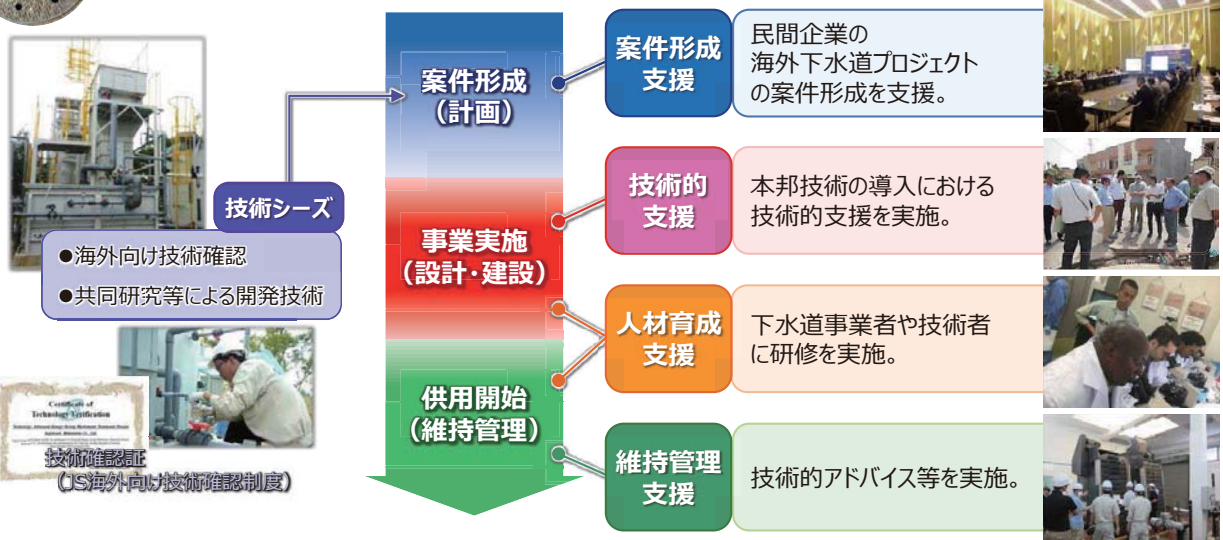 技術シーズ
●海外向け技術確認
●共同研究等による開発技術
Certificate of
Technology Verification
技術確認証
(JS海外向け技術確認制度)
案件形成
(計画)
事業実施
(設計・建設)
供用開始
(維持管理)
案件形成
支援
民間企業の
海外下水道プロジェクト
の案件形成を支援。
技術的
支援
本邦技術の導入における
技術的支援を実施。
人材育成
支援
下水道事業者や技術者
に研修を実施。
維持管理
支援
技術的アドバイス等を実施。